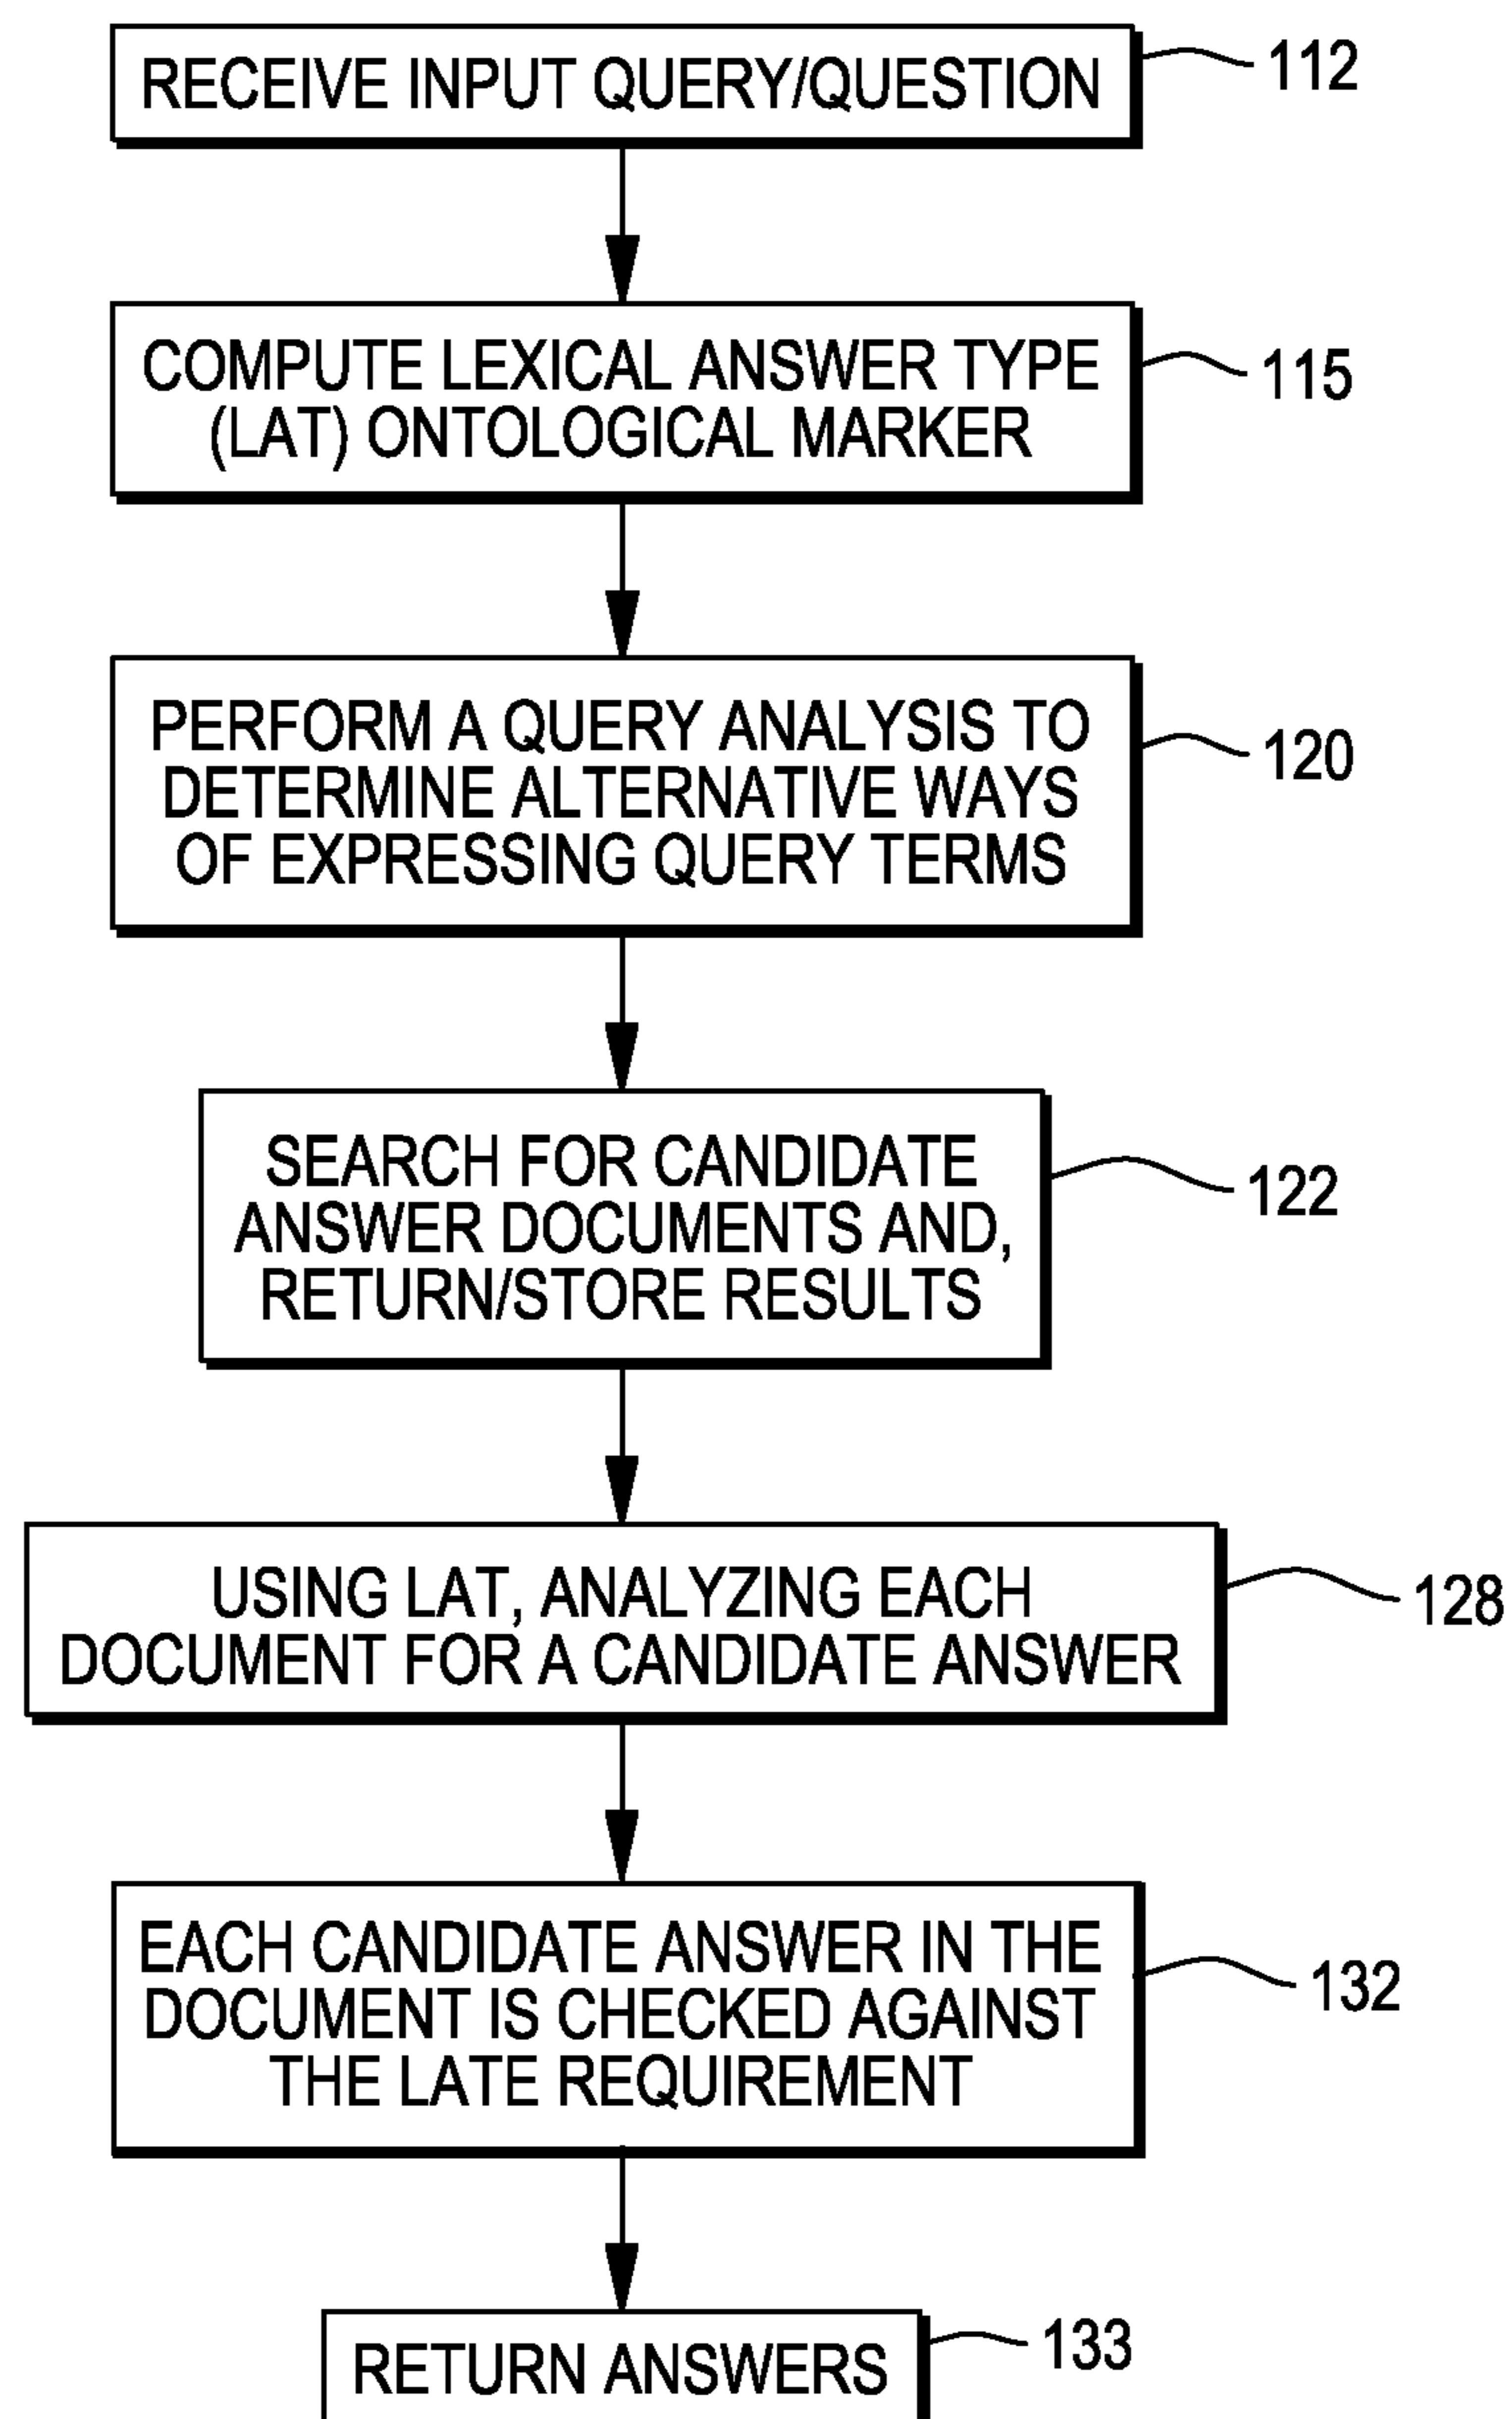 RECEIVE INPUT QUERY/QUESTION
112
COMPUTE LEXICAL ANSWER TYPE
(LAT) ONTOLOGICAL MARKER
115
PERFORM A QUERY ANALYSIS TO
DETERMINE ALTERNATIVE WAYS
OF EXPRESSING QUERY TERMS
120
SEARCH FOR CANDIDATE
ANSWER DOCUMENTS AND,
RETURN/STORE RESULTS
122
USING LAT, ANALYZING EACH
DOCUMENT FOR A CANDIDATE ANSWER
128
EACH CANDIDATE ANSWER IN THE
DOCUMENT IS CHECKED AGAINST
THE LATE REQUIREMENT
132
RETURN ANSWERS
133